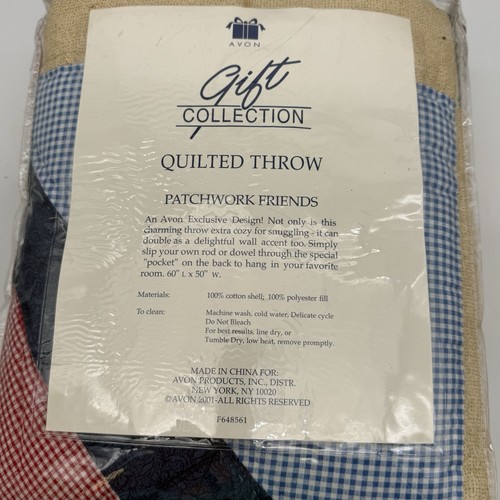 AVON
Gift
COLLECTION
QUILTED THROW
PATCHWORK FRIENDS
An Avon Exclusive Design! Not only is this
charming throw extra cozy for snuggling - it can
double as a delightful wall accent too. Simply
slip your own rod or dowel through the special
"pocket" on the back to hang in your favorite
room. 60" L x 50" W.
Materials: 100% cotton shell; 100% polyester fill
To clean: Machine wash, cold water, Delicate cycle
Do Not Bleach
For best results, line dry, or
Tumble Dry, low heat, remove promptly.
MADE IN CHINA FOR:
AVON PRODUCTS, INC., DISTR.
NEW YORK, NY 10020
©AVON 2001-ALL RIGHTS RESERVED
F648561